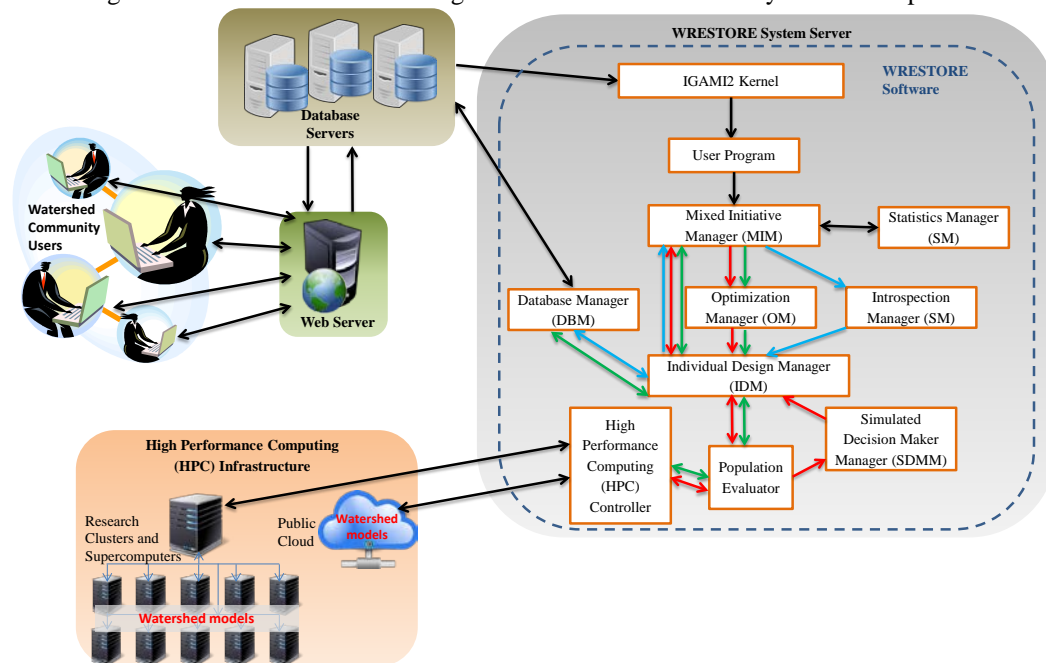 WRESTORE System Server
WRESTORE
Software
IGAMI2 Kernel
User Program
Mixed Initiative
Manager (MIM)
Statistics Manager
(SM)
Database
Servers
Watershed
Community
Users
Web Server
Database Manager
(DBM)
Optimization
Manager (OM)
Introspection
Manager (SM)
Individual Design Manager
(IDM)
High
Performance
Computing
(HPC)
Controller
Population
Evaluator
Simulated
Decision Maker
Manager (SDMM)
High Performance Computing
(HPC) Infrastructure
Research
Clusters and
Supercomputers
Public
Cloud
Watershed
models
Watershed models